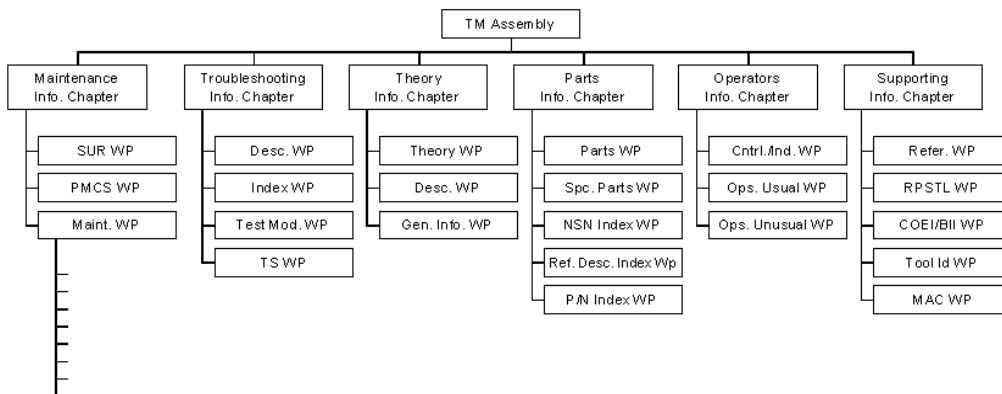 TM Assembly
Maintenance
Info. Chapter
Troubleshooting
Info. Chapter
Theory
Info. Chapter
Parts
Info. Chapter
Operators
Info. Chapter
Supporting
Info. Chapter
SUR WP
PMCS WP
Maint. WP
Desc. WP
Index WP
Test Mod. WP
TS WP
Theory WP
Desc. WP
Gen. Info. WP
Parts WP
Spc. Parts WP
NSN Index WP
Ref. Desc. Index Wp
P/N Index WP
Cntrl./Ind. WP
Ops. Usual WP
Ops. Unusual WP
Refer. WP
RPSTL WP
COEI/BII WP
Tool Id WP
MAC WP